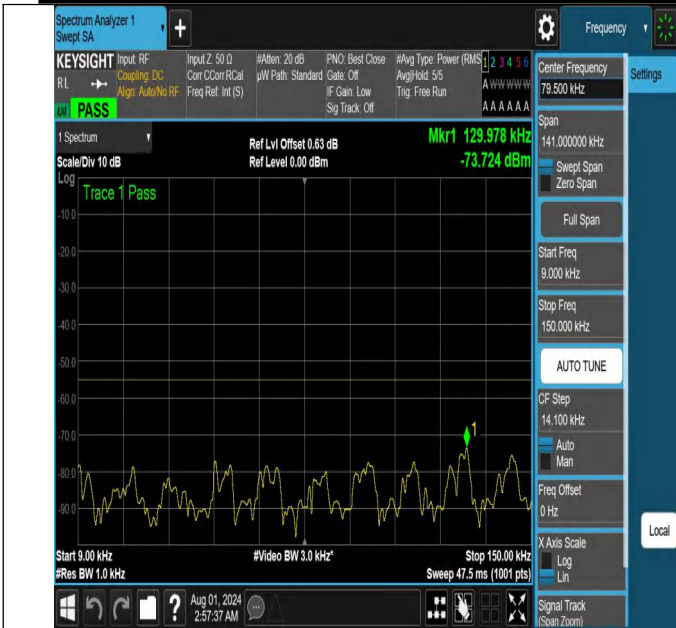 Spectrum Analyzer 1
Swept SA
+
Frequency
KEYSIGHT
RL
PASS
Input: RF
Coupling: DC
Align: Auto/No RF
Input Z: 50 Ω
Corr CCorr RCal
Freq Ref: Int (S)
#Atten: 20 dB
µW Path: Standard
PNO: Best Close
Gate: Off
IF Gain: Low
Sig Track: Off
#Avg Type: Power (RMS
Avg|Hold: 5/5
Trig: Free Run
1 2 3 4 5 6
A W W W W W
A A A A A A
1 Spectrum
Scale/Div 10 dB
Ref Lvl Offset 0.63 dB
Ref Level 0.00 dBm
Mkr1 129.978 kHz
-73.724 dBm
Log
Trace 1 Pass
-10.0
-20.0
-30.0
-40.0
-50.0
-60.0
-70.0
-80.0
-90.0
1
Start 9.00 kHz
#Res BW 1.0 kHz
#Video BW 3.0 kHz*
Stop 150.00 kHz
Sweep 47.5 ms (1001 pts)
Aug 01, 2024
2:57:37 AM
?
Center Frequency
79.500 kHz
Span
141.000000 kHz
Swept Span
Zero Span
Full Span
Start Freq
9.000 kHz
Stop Freq
150.000 kHz
AUTO TUNE
CF Step
14.100 kHz
Auto
Man
Freq Offset
0 Hz
X Axis Scale
Log
Lin
Signal Track
(Span Zoom)
Settings
Local